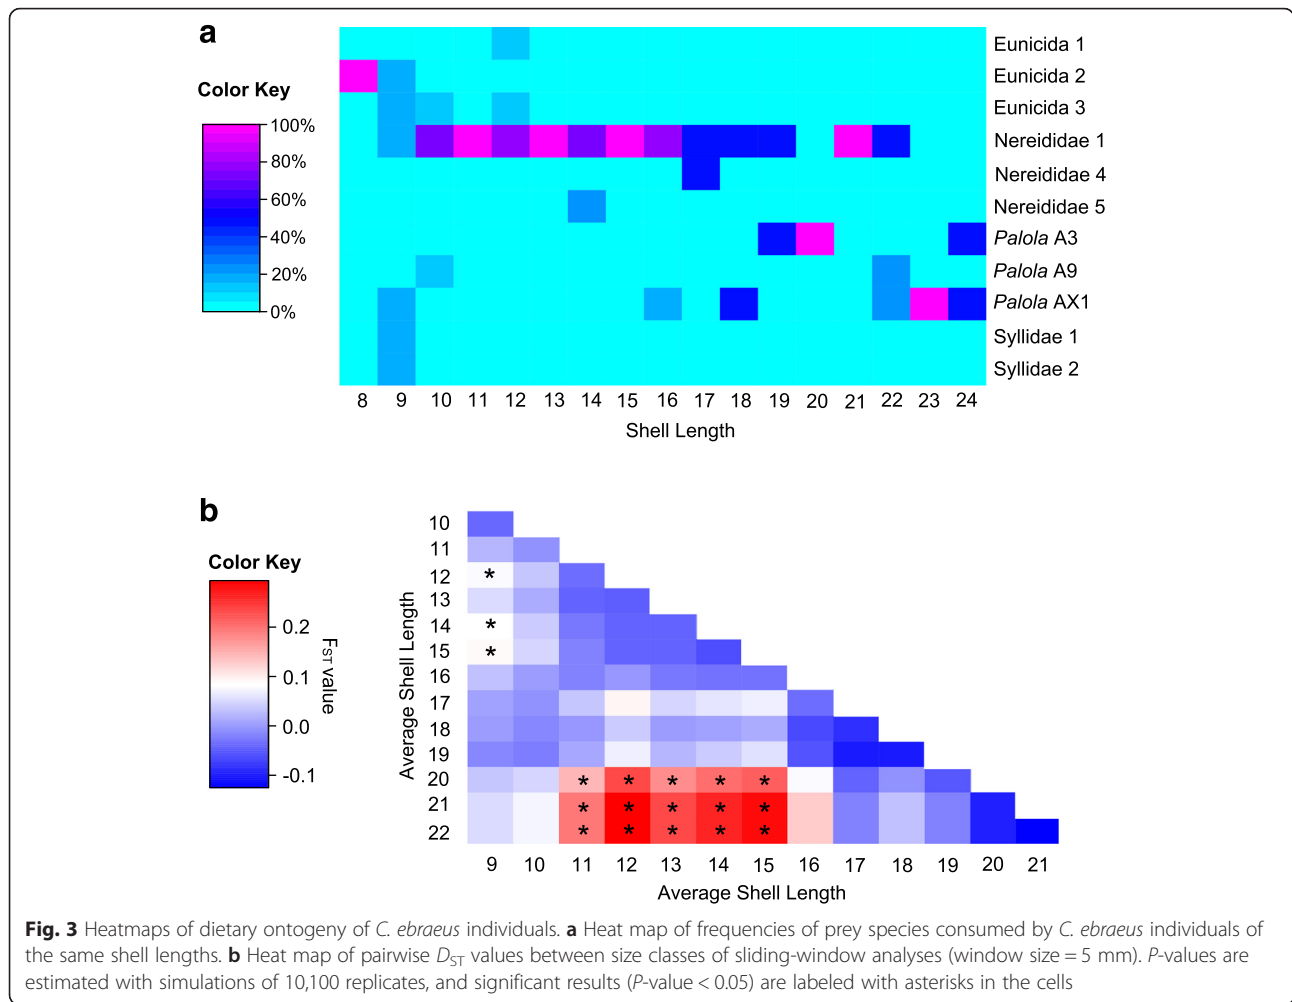 a
Color Key
100%
80%
60%
40%
20%
0%
Eunicida 1
Eunicida 2
Eunicida 3
Nereididae 1
Nereididae 4
Nereididae 5
Palola A3
Palola A9
Palola AX1
Syllidae 1
Syllidae 2
8 9 10 11 12 13 14 15 16 17 18 19 20 21 22 23 24
Shell Length
b
Color Key
0.2
0.1
0.0
-0.1
FST value
Average Shell Length
10
11
12 *
13
14 *
15 *
16
17
18
19
20 * * * * *
21 * * * * *
22 * * * * *
9 10 11 12 13 14 15 16 17 18 19 20 21
Average Shell Length
Fig. 3 Heatmaps of dietary ontogeny of C. ebraeus individuals. a Heat map of frequencies of prey species consumed by C. ebraeus individuals of
the same shell lengths. b Heat map of pairwise DST values between size classes of sliding-window analyses (window size = 5 mm). P-values are
estimated with simulations of 10,100 replicates, and significant results (P-value < 0.05) are labeled with asterisks in the cells